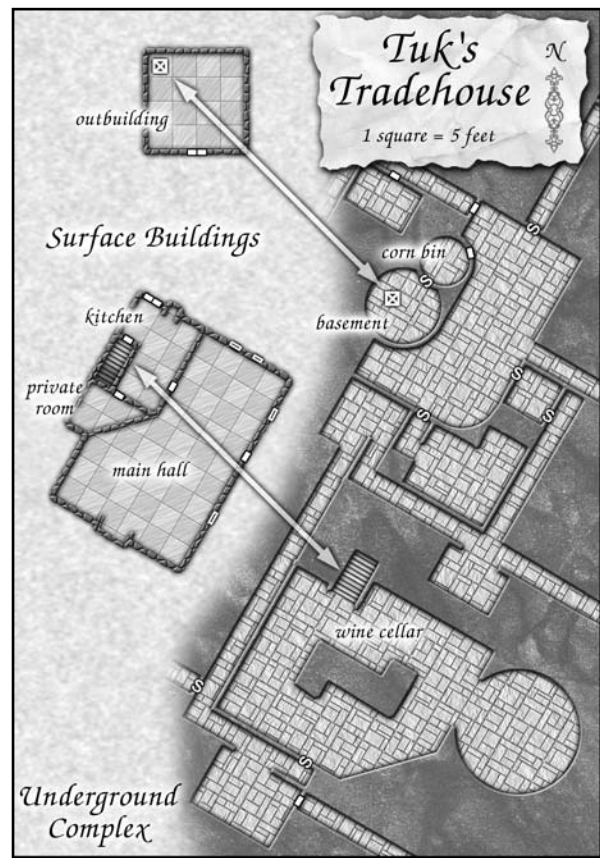 Tuk's
Tradehouse
N
1 square = 5 feet
outbuilding
Surface Buildings
corn bin
basement
kitchen
private
room
main hall
wine cellar
Underground
Complex
S
S
S
S
S
S
S